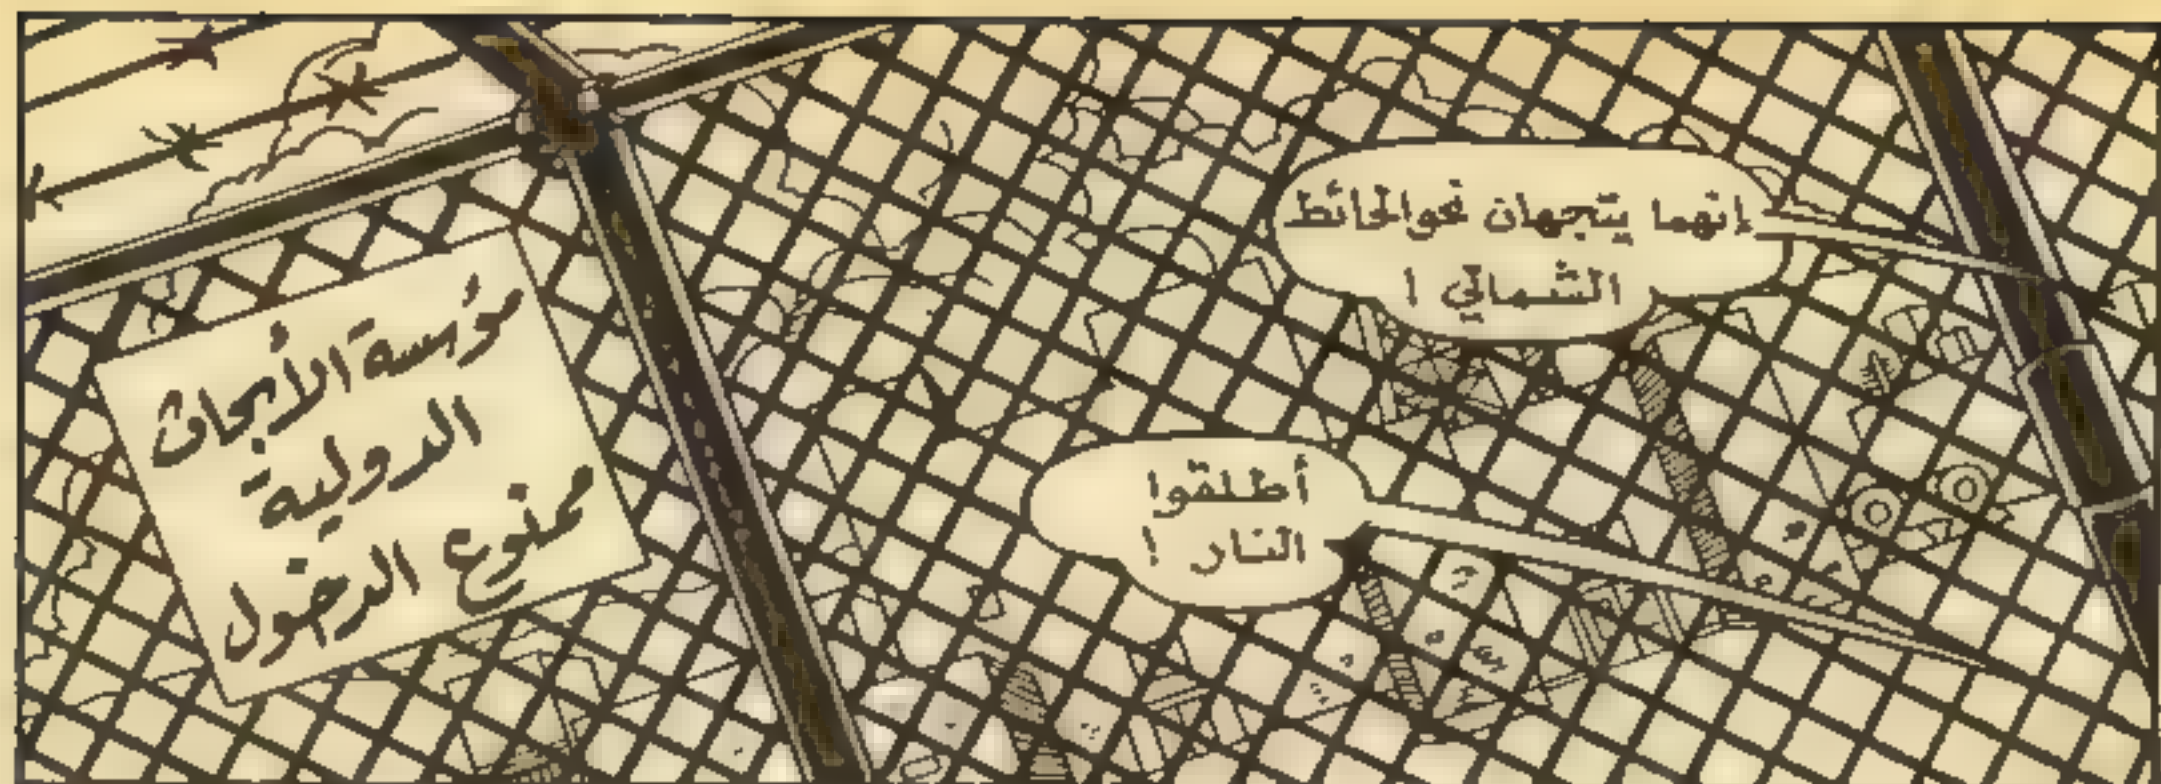 إنهما يتجهان نحو الحائط
الشمالي !
أطلقوا
النار !
مؤسسة الأبحاث
الدولية
ممنوع الدخول